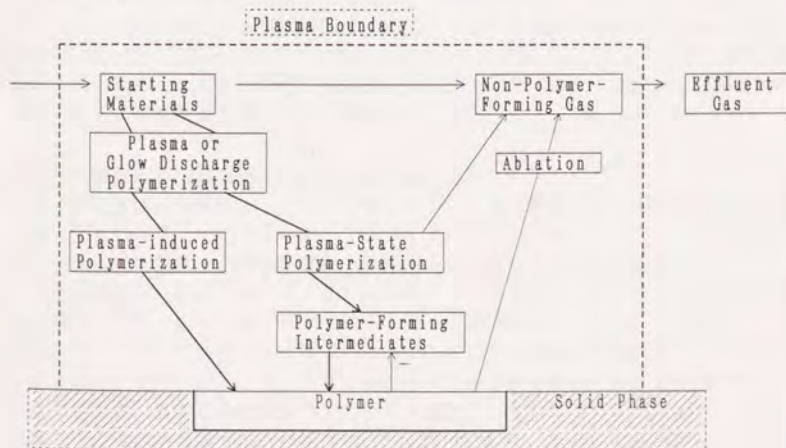 Plasma Boundary
Starting
Materials
Non-Polymer-
Forming Gas
Effluent
Gas
Plasma or
Glow Discharge
Polymerization
Ablation
Plasma-induced
Polymerization
Plasma-State
Polymerization
Polymer-Forming
Intermediates
Polymer
Solid Phase